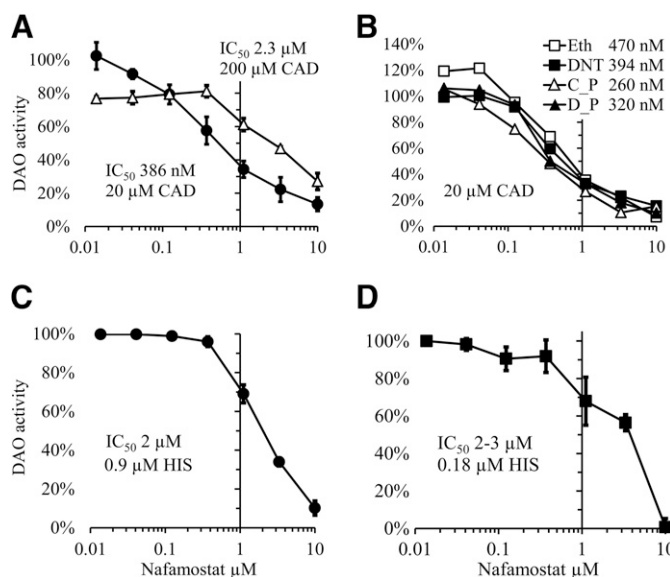 A
100%
80%
60%
40%
20%
0%
DAO activity
IC50 2.3 µM
200 µM CAD
IC50 386 nM
20 µM CAD
0.01 0.1 1 10
B
140%
120%
100%
80%
60%
40%
20%
0%
Eth 470 nM
DNT 394 nM
C_P 260 nM
D_P 320 nM
20 µM CAD
0.01 0.1 1 10
C
100%
80%
60%
40%
20%
0%
DAO activity
IC50 2 µM
0.9 µM HIS
0.01 0.1 1 10
Nafamostat µM
D
100%
80%
60%
40%
20%
0%
IC50 2-3 µM
0.18 µM HIS
0.01 0.1 1 10
Nafamostat µM